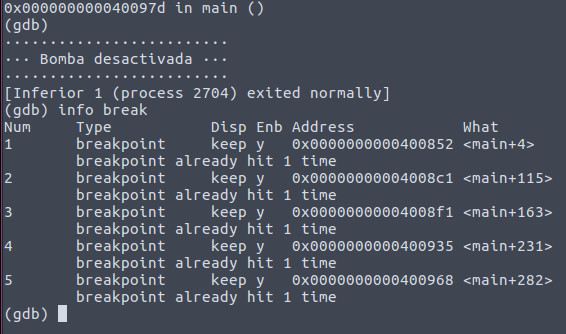 0x000000000040097d in main ()
(gdb)
·························
··· Bomba desactivada ···
·························
[Inferior 1 (process 2704) exited normally]
(gdb) info break
Num     Type           Disp Enb Address            What
1       breakpoint     keep y   0x0000000000400852 <main+4>
        breakpoint already hit 1 time
2       breakpoint     keep y   0x00000000004008c1 <main+115>
        breakpoint already hit 1 time
3       breakpoint     keep y   0x00000000004008f1 <main+163>
        breakpoint already hit 1 time
4       breakpoint     keep y   0x0000000000400935 <main+231>
        breakpoint already hit 1 time
5       breakpoint     keep y   0x0000000000400968 <main+282>
        breakpoint already hit 1 time
(gdb)